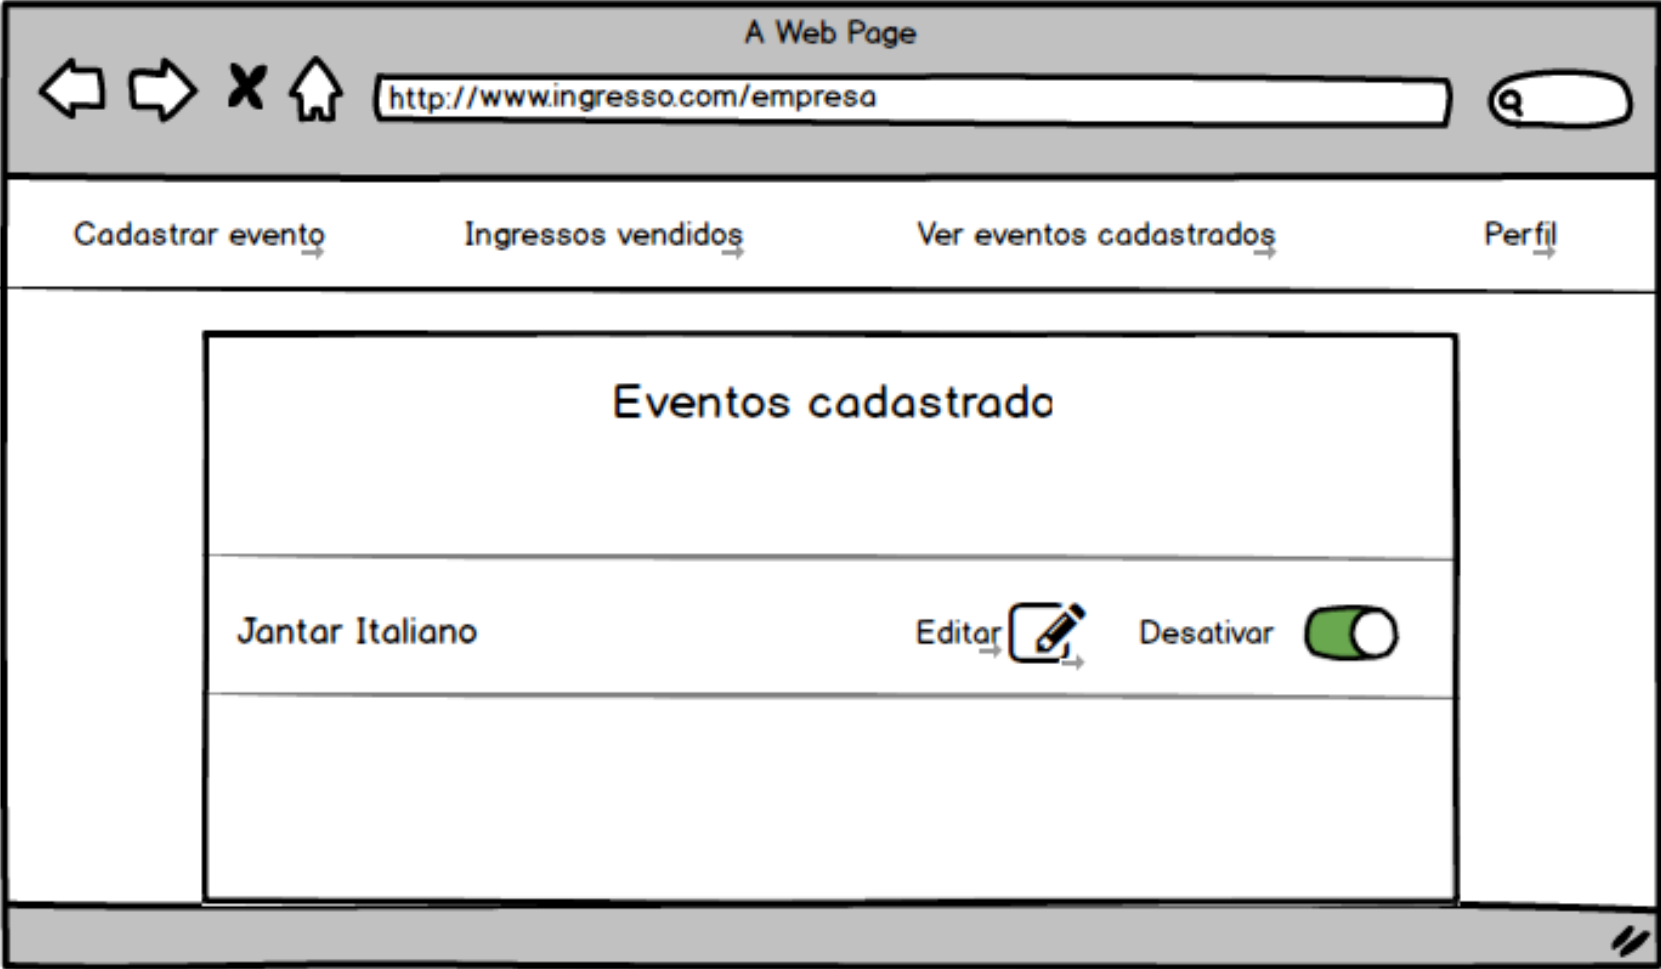 A Web Page
http://www.ingresso.com/empresa
Cadastrar evento Ingressos vendidos Ver eventos cadastrados Perfil
Eventos cadastrado
Jantar Italiano Editar Desativar